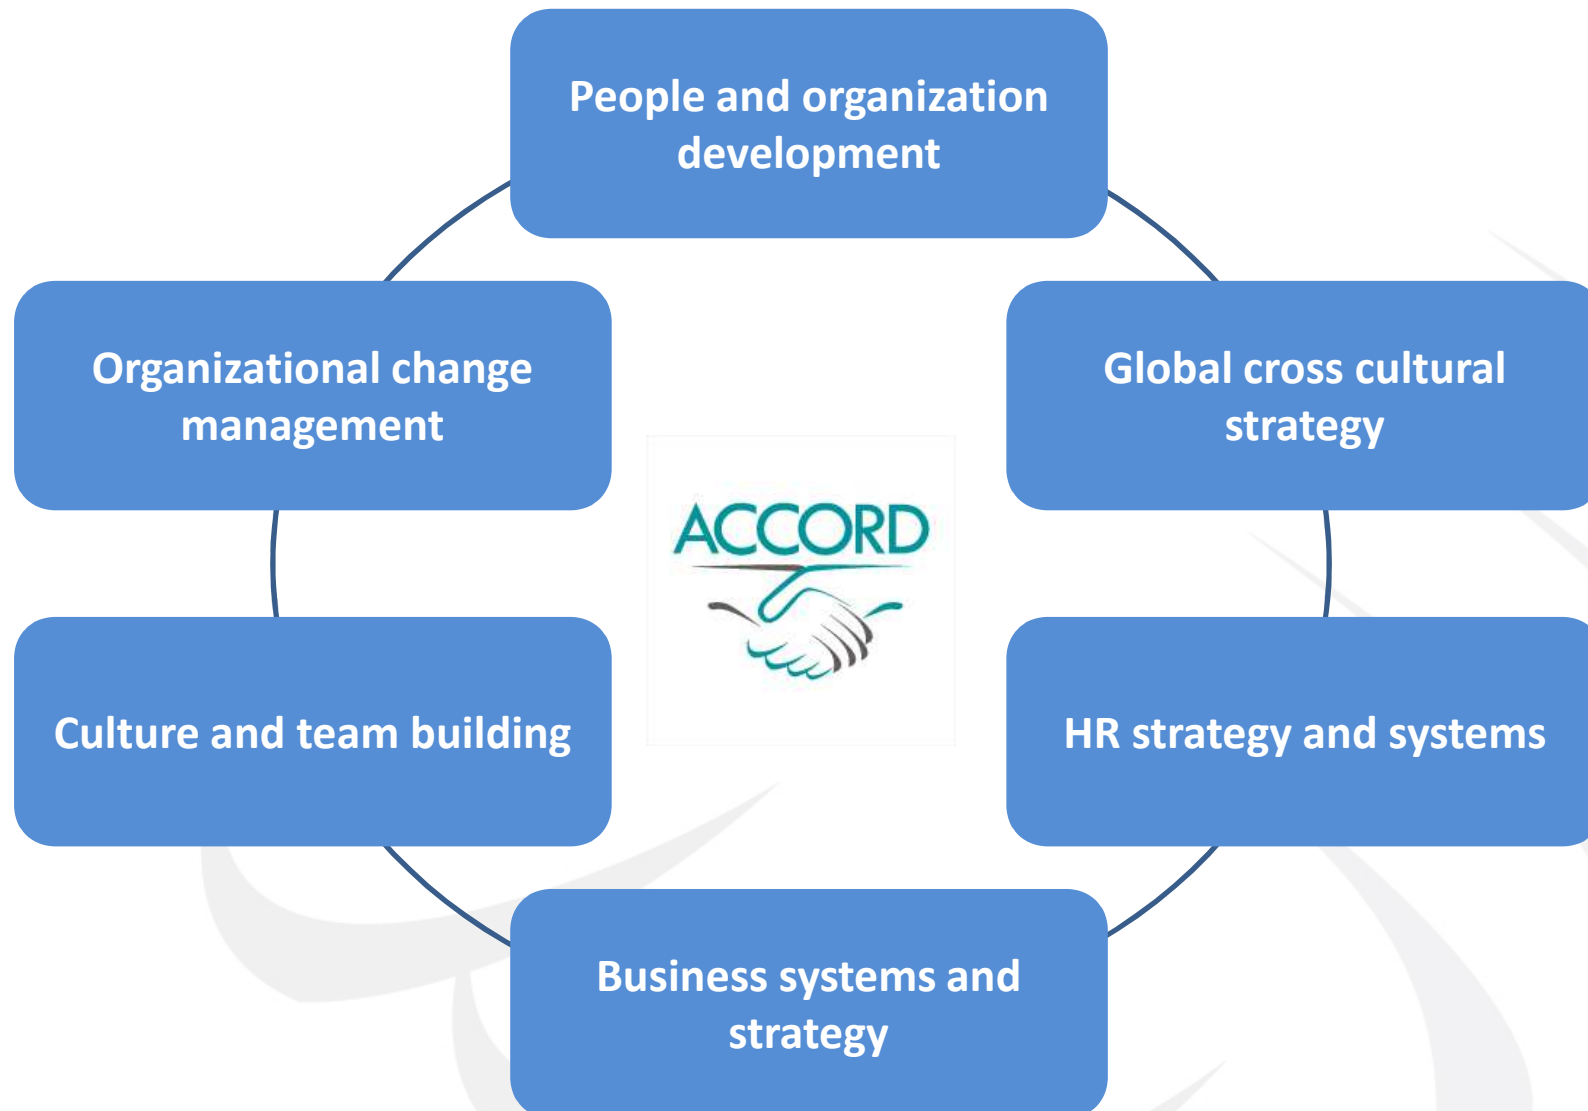 People and organization
development
Organizational change
management
Global cross cultural
strategy
ACCORD
Culture and team building
HR strategy and systems
Business systems and
strategy